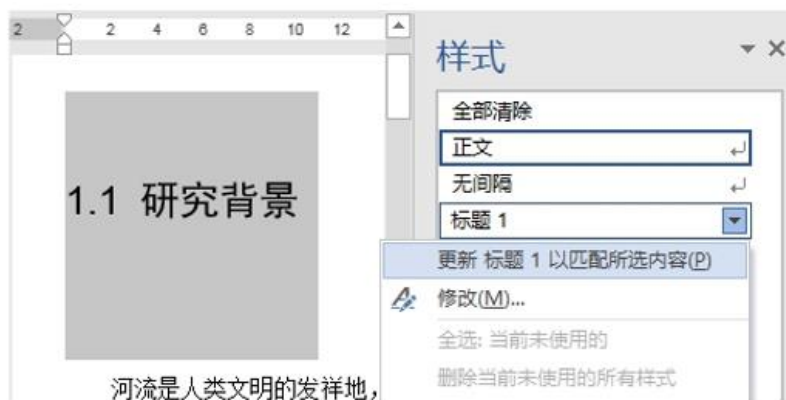 2 2 4 6 8 10 12
样式
全部清除
正文
无间隔
标题 1
1.1 研究背景
更新 标题 1 以匹配所选内容(P)
修改(M)...
全选: 当前未使用的
删除当前未使用的所有样式
河流是人类文明的发祥地，